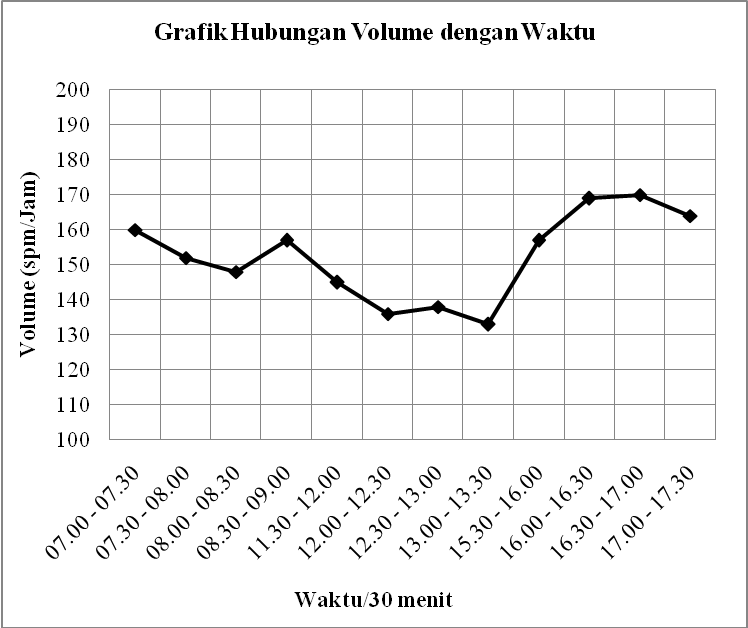 Grafik Hubungan Volume dengan Waktu
Volume (spm/Jam)
200
190
180
170
160
150
140
130
120
110
100
07.00 - 07.30
07.30 - 08.00
08.00 - 08.30
08.30 - 09.00
11.30 - 12.00
12.00 - 12.30
12.30 - 13.00
13.00 - 13.30
15.30 - 16.00
16.00 - 16.30
16.30 - 17.00
17.00 - 17.30
Waktu/30 menit